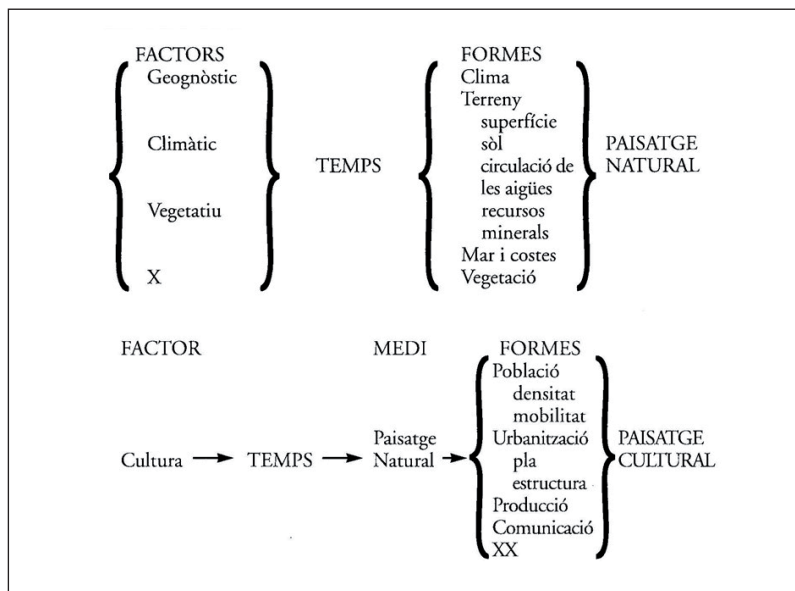 FACTORS
Geognòstic
Climàtic
Vegetatiu
X
TEMPS
FORMES
Clima
Terreny
superfície
sòl
circulació de
les aigües
recursos
minerals
Mar i costes
Vegetació
PAISATGE
NATURAL
FACTOR
Cultura
TEMPS
MEDI
Paisatge
Natural
FORMES
Població
densitat
mobilitat
Urbanització
pla
estructura
Producció
Comunicació
XX
PAISATGE
CULTURAL